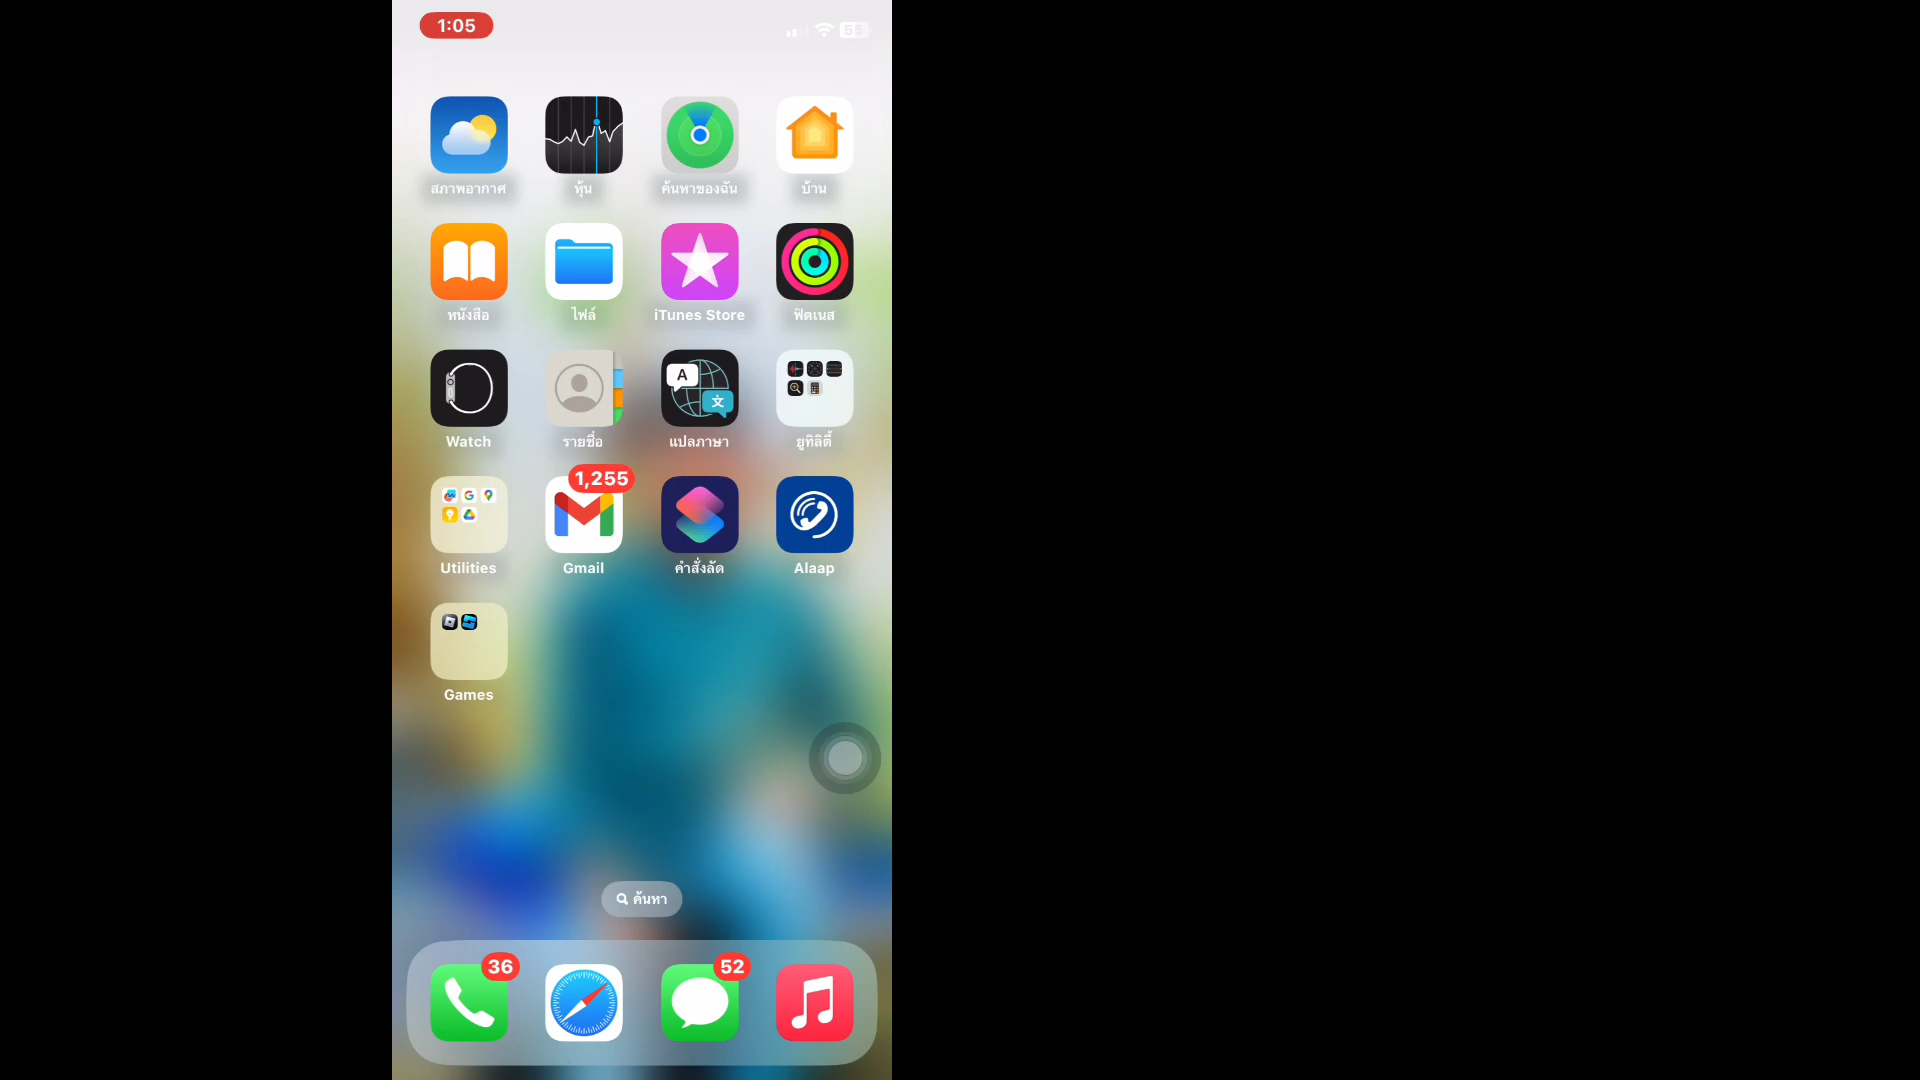 1:05
55
สภาพอากาศ หุ้น ค้นหาของฉัน บ้าน
หนังสือ ไฟล์ iTunes Store ฟิตเนส
A 文
Watch รายชื่อ แปลภาษา ยูทิลิตี้
1,255
Utilities Gmail คำสั่งลัด Alaap
Games
ค้นหา
36 52